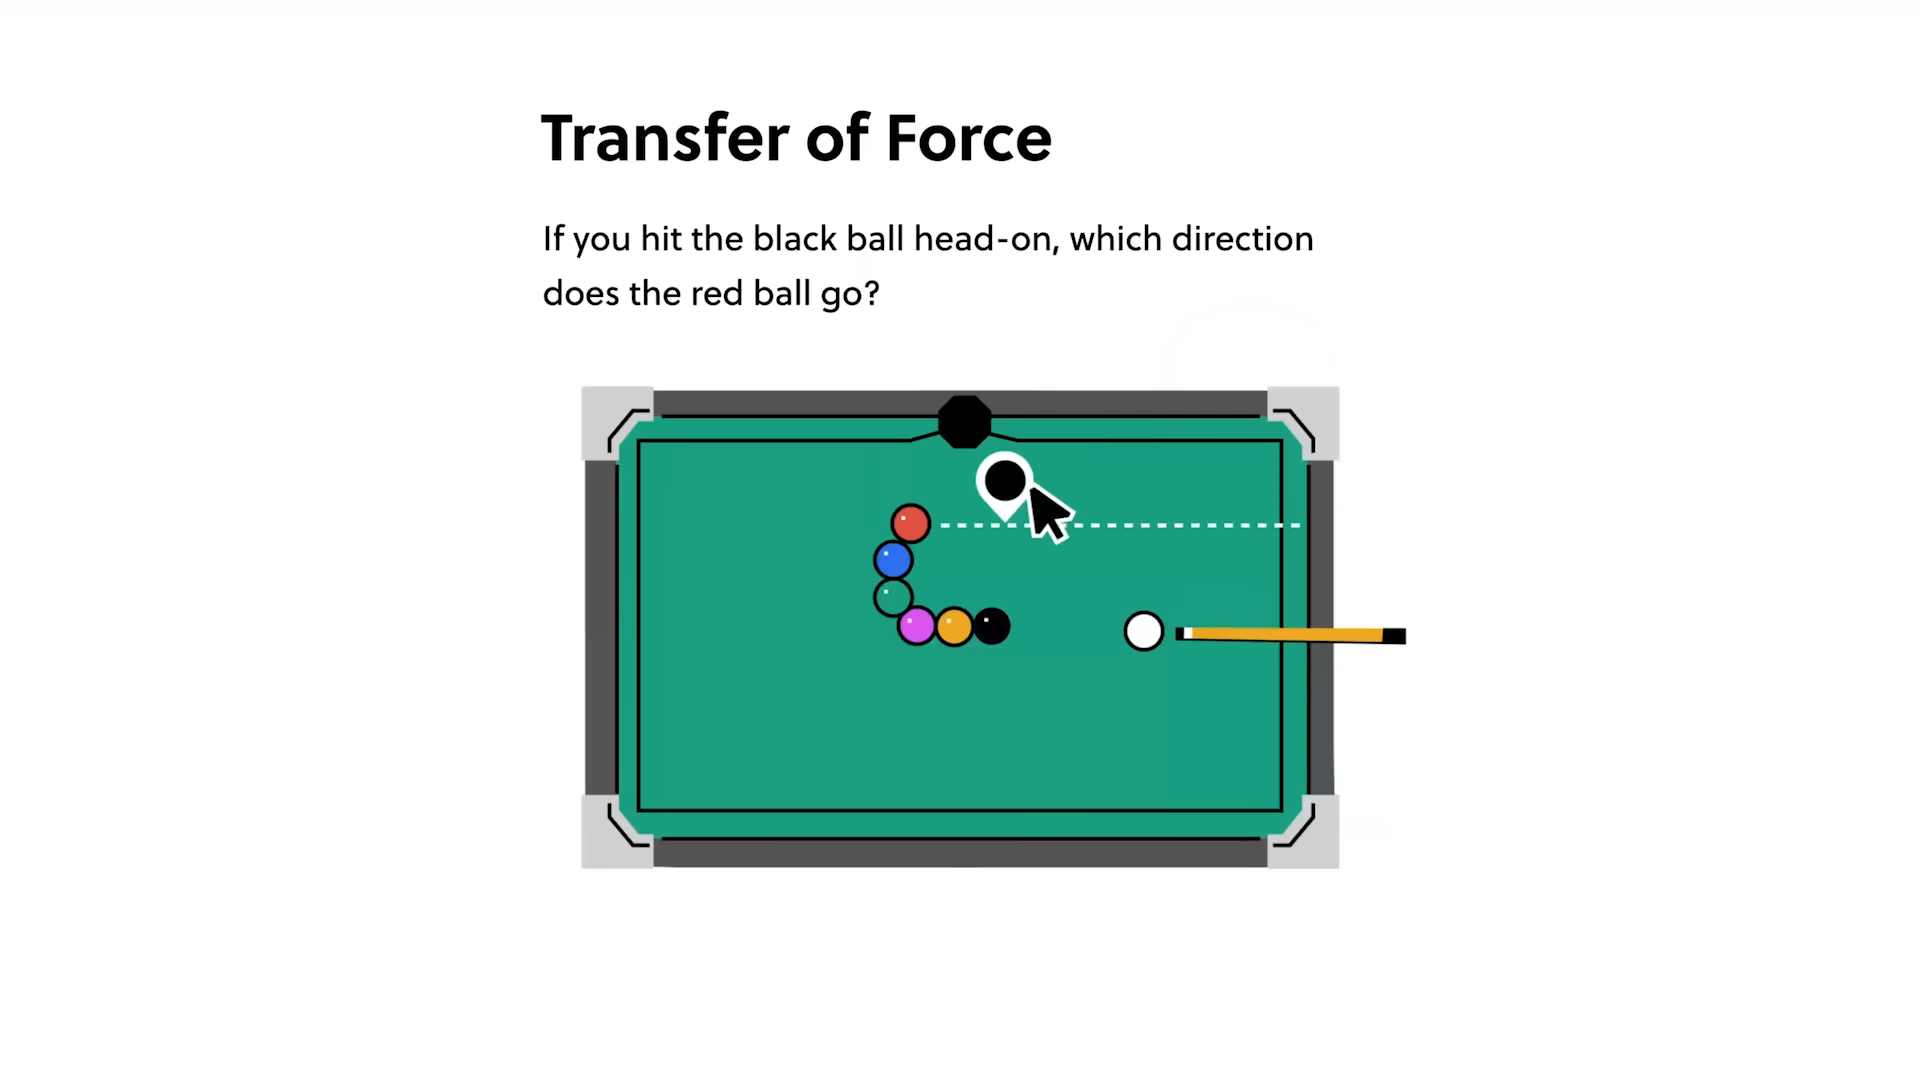 Transfer of Force
If you hit the black ball head-on, which direction
does the red ball go?